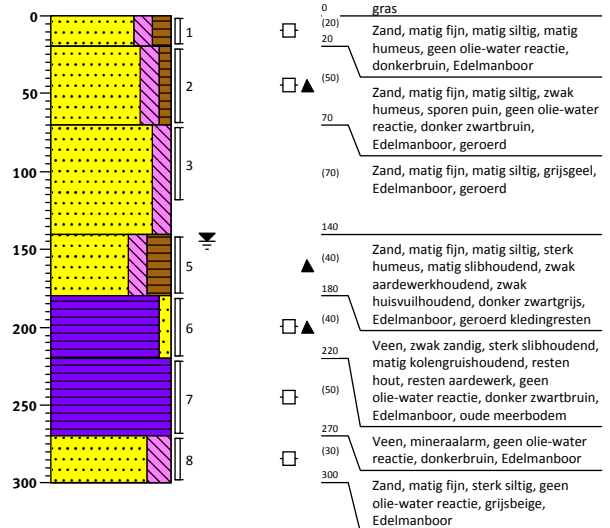 0
50
100
150
200
250
300
1
2
3
5
6
7
8
0
gras
(20)
Zand, matig fijn, matig siltig, matig
humeus, geen olie-water reactie,
donkerbruin, Edelmanboor
20
(50)
Zand, matig fijn, matig siltig, zwak
humeus, sporen puin, geen olie-water
reactie, donker zwartbruin,
Edelmanboor, geroerd
70
(70)
Zand, matig fijn, matig siltig, grijsgeel,
Edelmanboor, geroerd
140
(40)
Zand, matig fijn, matig siltig, sterk
humeus, matig slibhoudend, zwak
aardewerkhoudend, zwak
huisvuilhoudend, donker zwartgrijs,
Edelmanboor, geroerd kledingresten
180
(40)
Veen, zwak zandig, sterk slibhoudend,
matig kolengruishoudend, resten
hout, resten aardewerk, geen
olie-water reactie, donker zwartbruin,
Edelmanboor, oude meerbodem
220
(50)
Veen, mineraalarm, geen olie-water
reactie, donkerbruin, Edelmanboor
270
(30)
Zand, matig fijn, sterk siltig, geen
olie-water reactie, grijsbeige,
Edelmanboor
300